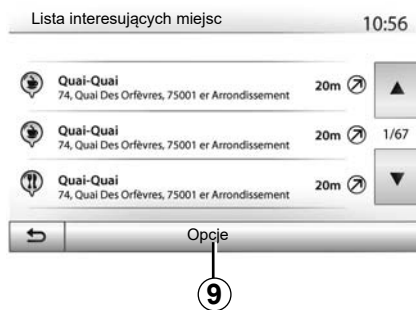 Lista interesujących miejsc 10:56
Quai-Quai
74, Quai Des Orfèvres, 75001 er Arrondissement
20m
Quai-Quai
74, Quai Des Orfèvres, 75001 er Arrondissement
20m
1/67
Quai-Quai
74, Quai Des Orfèvres, 75001 er Arrondissement
20m
Opcje
9